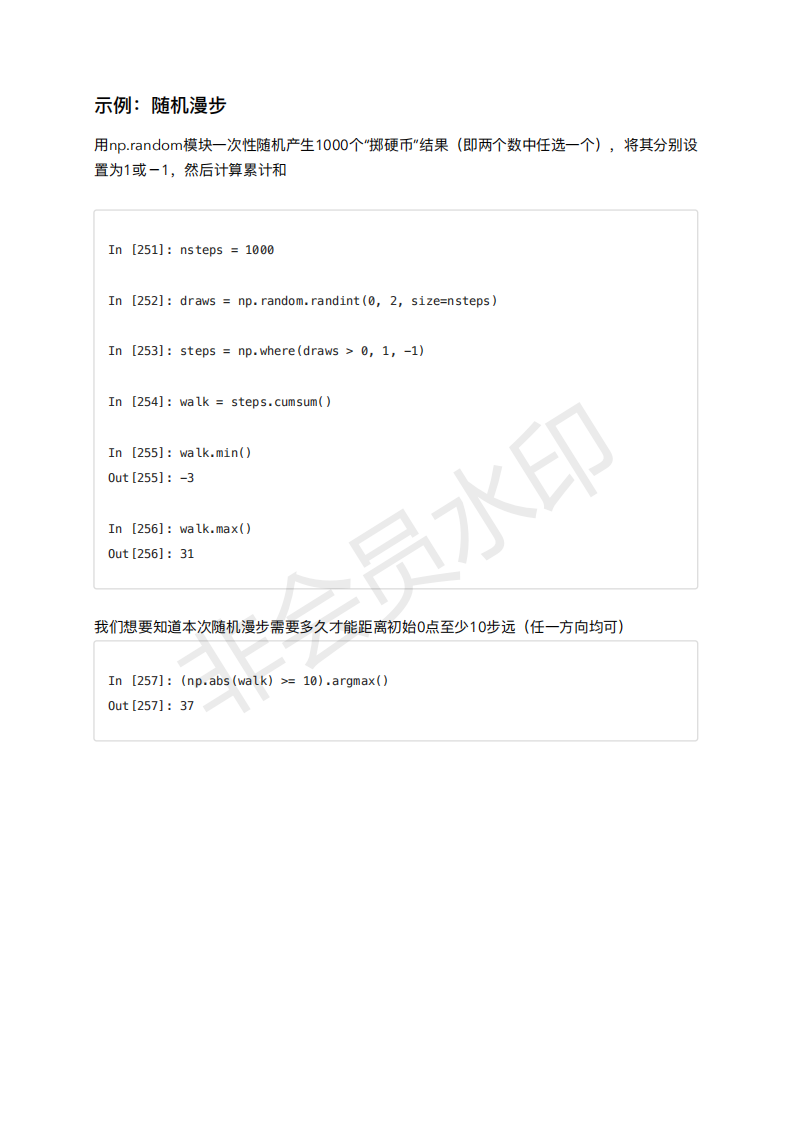 示例：随机漫步
用np.random模块一次性随机产生1000个“掷硬币”结果（即两个数中任选一个），将其分别设
置为1或－1，然后计算累计和
In [251]: nsteps = 1000
In [252]: draws = np.random.randint(0, 2, size=nsteps)
In [253]: steps = np.where(draws > 0, 1, -1)
In [254]: walk = steps.cumsum()
In [255]: walk.min()
Out[255]: -3
In [256]: walk.max()
Out[256]: 31
我们想要知道本次随机漫步需要多久才能距离初始0点至少10步远（任一方向均可）
In [257]: (np.abs(walk) >= 10).argmax()
Out[257]: 37
非会员水印